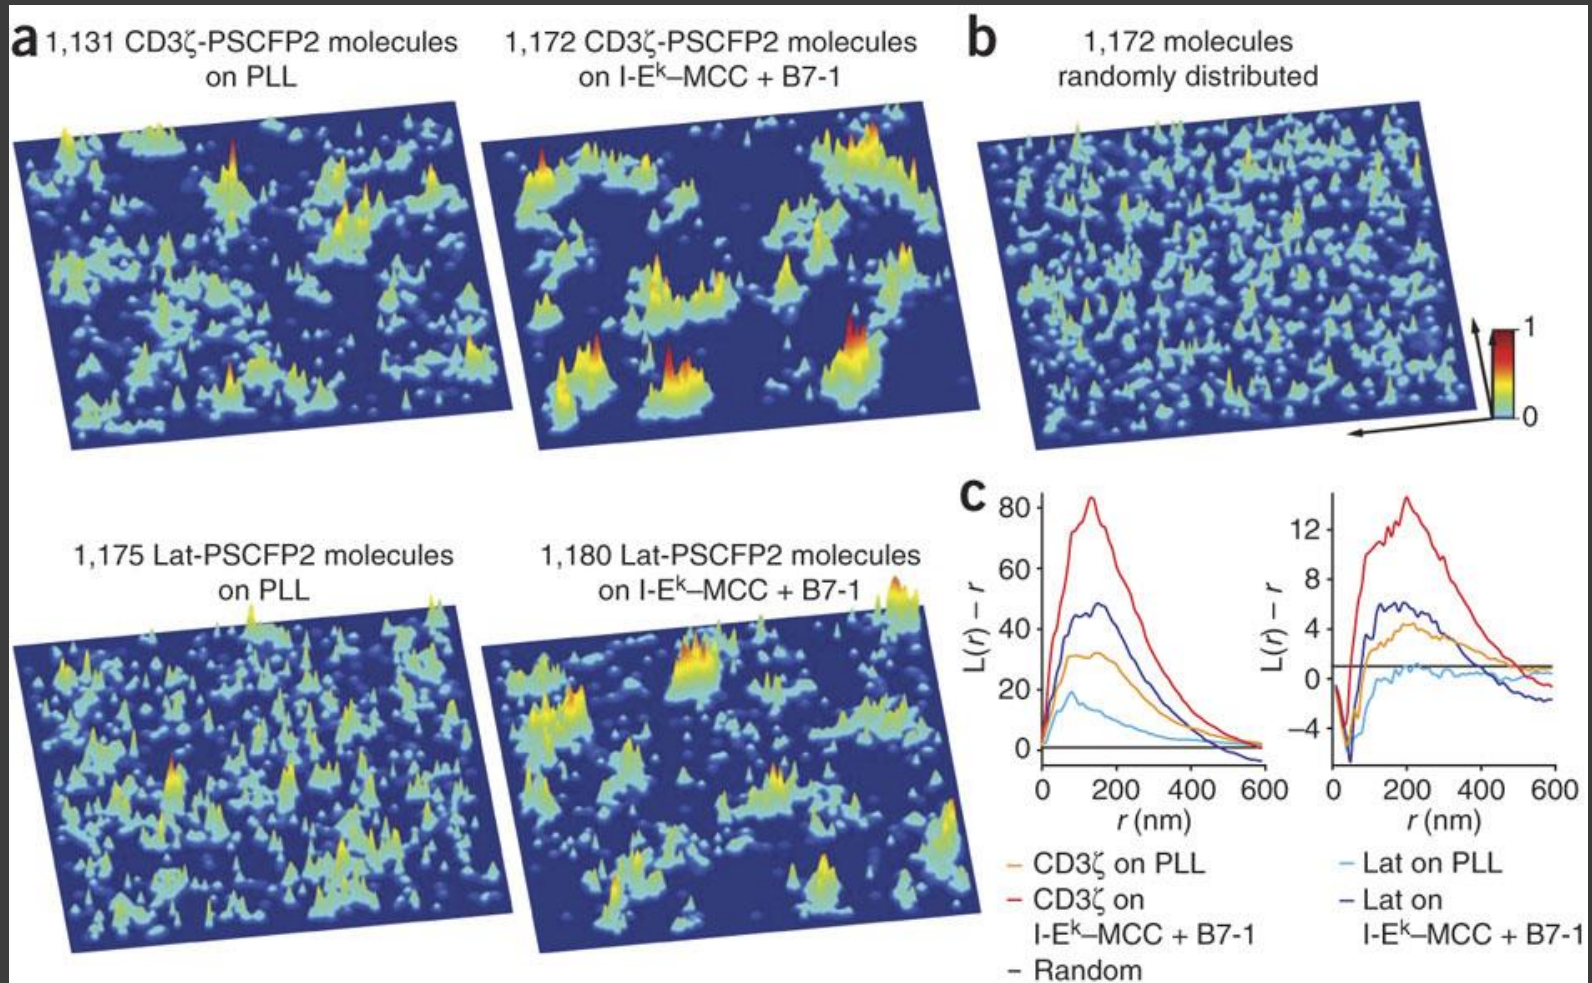 a
1,131 CD3ζ-PSCFP2 molecules
on PLL
1,172 CD3ζ-PSCFP2 molecules
on I-Eᵏ–MCC + B7-1
b
1,172 molecules
randomly distributed
1
0
1,175 Lat-PSCFP2 molecules
on PLL
1,180 Lat-PSCFP2 molecules
on I-Eᵏ–MCC + B7-1
c
L(r) – r
80
60
40
20
0
0 200 400 600
r (nm)
L(r) – r
12
8
4
0
–4
0 200 400 600
r (nm)
– CD3ζ on PLL
– CD3ζ on
I-Eᵏ–MCC + B7-1
– Random
– Lat on PLL
– Lat on
I-Eᵏ–MCC + B7-1